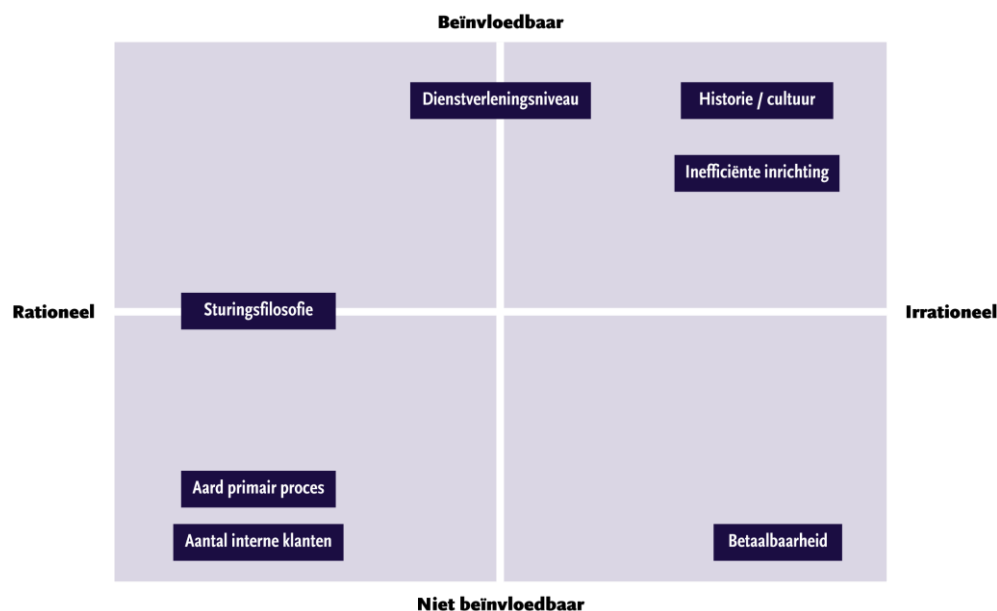 Beïnvloedbaar
Dienstverleningsniveau
Historie / cultuur
Inefficiënte inrichting
Rationeel
Sturingsfilosofie
Irrationeel
Aard primair proces
Aantal interne klanten
Betaalbaarheid
Niet beïnvloedbaar